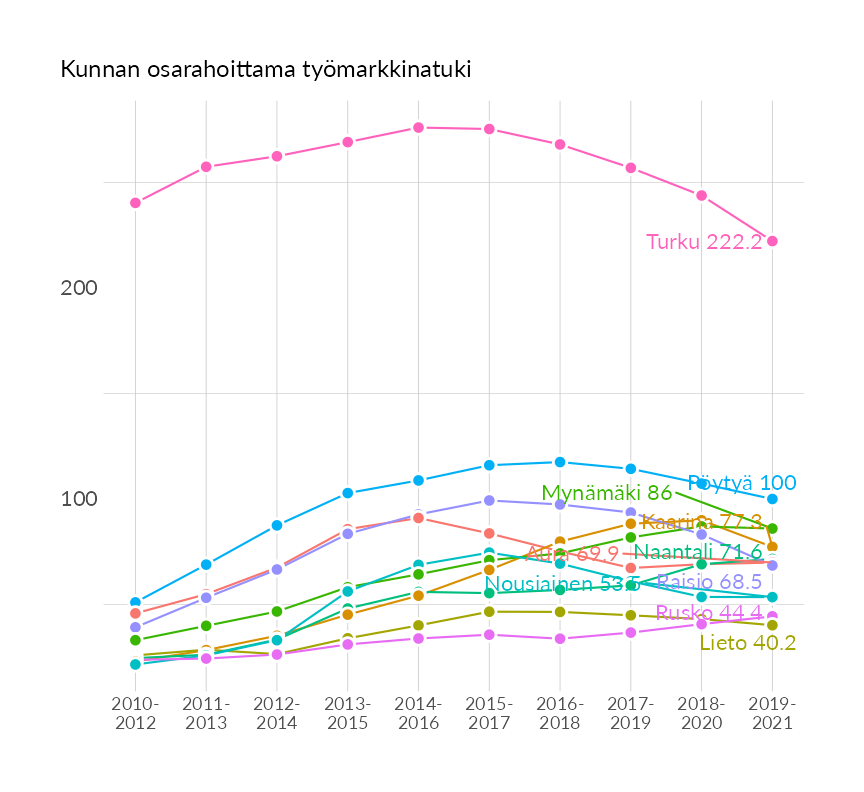 Kunnan osarahoittama työmarkkinatuki
Turku 222.2
200
Pöytyä 100
Mynämäki 86
100
Kaarina 77.3
Aura 69.9
Naantali 71.6
Nousiainen 53.5
Raisio 68.5
Rusko 44.4
Lieto 40.2
2010-
2012
2011-
2013
2012-
2014
2013-
2015
2014-
2016
2015-
2017
2016-
2018
2017-
2019
2018-
2020
2019-
2021